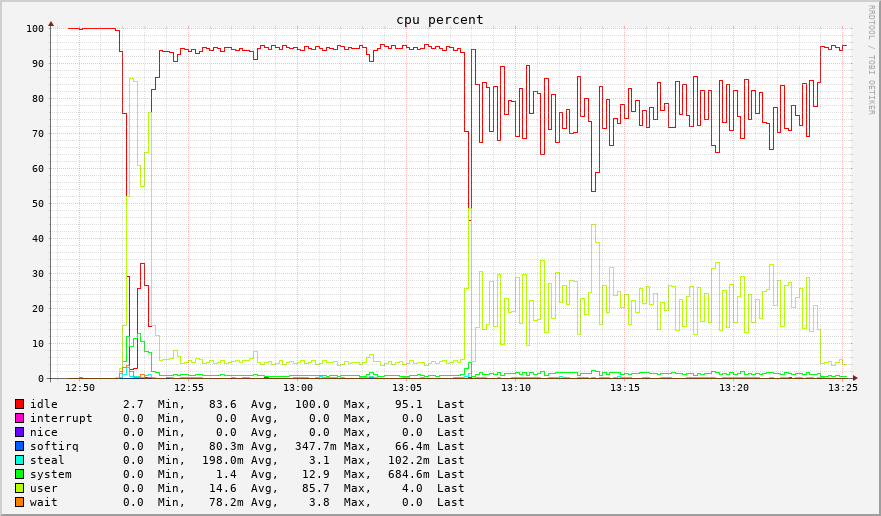 cpu percent
RRDTOOL / TOBI OETIKER
100
90
80
70
60
50
40
30
20
10
0
12:50 12:55 13:00 13:05 13:10 13:15 13:20 13:25
idle 2.7 Min, 83.6 Avg, 100.0 Max, 95.1 Last
interrupt 0.0 Min, 0.0 Avg, 0.0 Max, 0.0 Last
nice 0.0 Min, 0.0 Avg, 0.0 Max, 0.0 Last
softirq 0.0 Min, 80.3m Avg, 347.7m Max, 66.4m Last
steal 0.0 Min, 198.0m Avg, 3.1 Max, 102.2m Last
system 0.0 Min, 1.4 Avg, 12.9 Max, 684.6m Last
user 0.0 Min, 14.6 Avg, 85.7 Max, 4.0 Last
wait 0.0 Min, 78.2m Avg, 3.8 Max, 0.0 Last